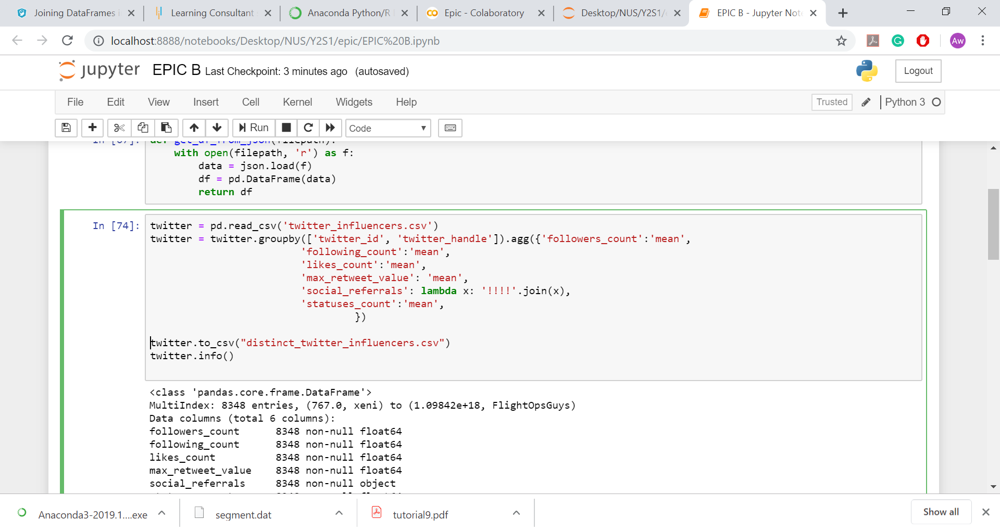 Joining DataFrames i
Learning Consultant
Anaconda Python/R
Epic - Colaboratory
Desktop/NUS/Y2S1/
EPIC B - Jupyter Note
localhost:8888/notebooks/Desktop/NUS/Y2S1/epic/EPIC%20B.ipynb
Aw
jupyter EPIC B Last Checkpoint: 3 minutes ago (autosaved)
Logout
File Edit View Insert Cell Kernel Widgets Help
Trusted Python 3
Run Code
In [67]: def get_df_from_json(filepath):
with open(filepath, 'r') as f:
data = json.load(f)
df = pd.DataFrame(data)
return df
In [74]: twitter = pd.read_csv('twitter_influencers.csv')
twitter = twitter.groupby(['twitter_id', 'twitter_handle']).agg({'followers_count':'mean',
'following_count':'mean',
'likes_count':'mean',
'max_retweet_value': 'mean',
'social_referrals': lambda x: '!!!!'.join(x),
'statuses_count':'mean',
})
twitter.to_csv("distinct_twitter_influencers.csv")
twitter.info()
<class 'pandas.core.frame.DataFrame'>
MultiIndex: 8348 entries, (767.0, xeni) to (1.09842e+18, FlightOpsGuys)
Data columns (total 6 columns):
followers_count 8348 non-null float64
following_count 8348 non-null float64
likes_count 8348 non-null float64
max_retweet_value 8348 non-null float64
social_referrals 8348 non-null object
Anaconda3-2019.1....exe
segment.dat
tutorial9.pdf
Show all